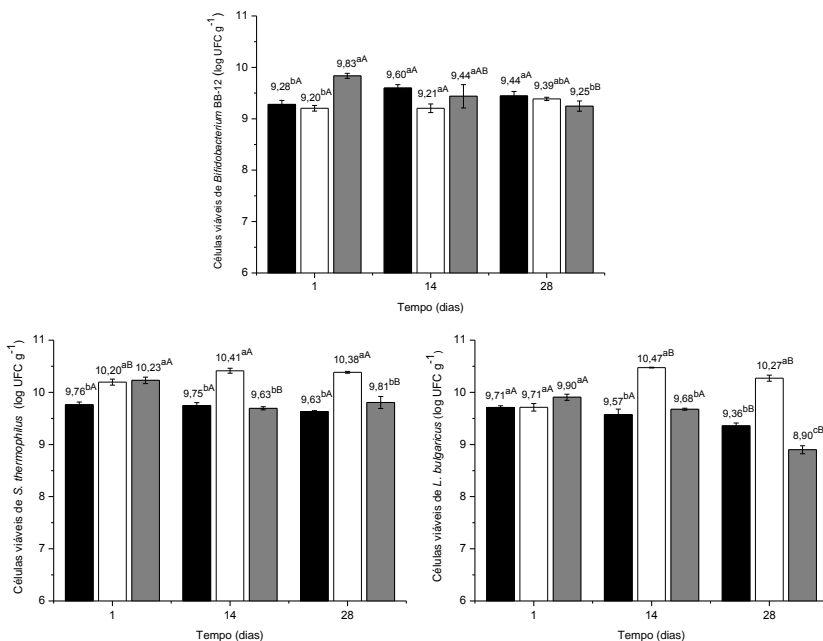 Células viáveis de Bifidobacterium BB-12 (log UFC g⁻¹)
11
10
9
8
7
6
9,28ᵇᴬ 9,20ᵇᴬ 9,83ᵃᴬ 9,60ᵃᴬ 9,21ᵃᴬ 9,44ᵃᴬᴮ 9,44ᵃᴬ 9,39ᵃᵇᴬ 9,25ᵇᴮ
1 14 28
Tempo (dias)
Células viáveis de S. thermophilus (log UFC g⁻¹)
11
10
9
8
7
6
9,76ᵇᴬ 10,20ᵃᴮ 10,23ᵃᴬ 9,75ᵇᴬ 10,41ᵃᴬ 9,63ᵇᴮ 9,63ᵇᴬ 10,38ᵃᴬ 9,81ᵇᴮ
1 14 28
Tempo (dias)
Células viáveis de L. bulgaricus (log UFC g⁻¹)
11
10
9
8
7
6
9,71ᵃᴬ 9,71ᵃᴬ 9,90ᵃᴬ 9,57ᵇᴬ 10,47ᵃᴮ 9,68ᵇᴬ 9,36ᵇᴮ 10,27ᵃᴮ 8,90ᶜᴮ
1 14 28
Tempo (dias)